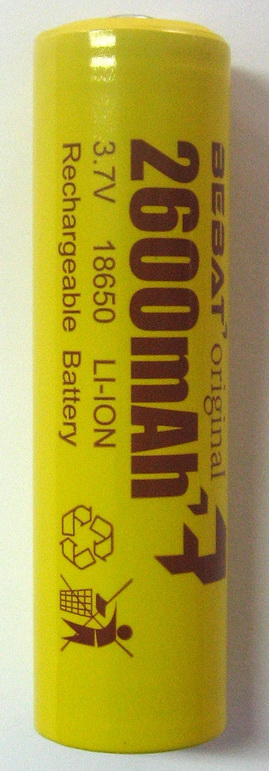 BEBAT original
2600mAh
3.7V 18650 LI-ION
Rechargeable Battery